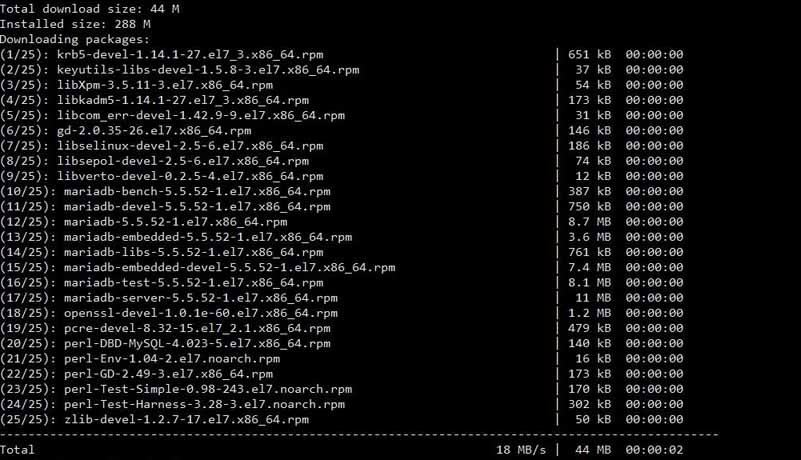 Total download size: 44 M
Installed size: 288 M
Downloading packages:
(1/25): krb5-devel-1.14.1-27.el7_3.x86_64.rpm | 651 kB 00:00:00
(2/25): keyutils-libs-devel-1.5.8-3.el7.x86_64.rpm | 37 kB 00:00:00
(3/25): libXpm-3.5.11-3.el7.x86_64.rpm | 54 kB 00:00:00
(4/25): libkadm5-1.14.1-27.el7_3.x86_64.rpm | 173 kB 00:00:00
(5/25): libcom_err-devel-1.42.9-9.el7.x86_64.rpm | 31 kB 00:00:00
(6/25): gd-2.0.35-26.el7.x86_64.rpm | 146 kB 00:00:00
(7/25): libselinux-devel-2.5-6.el7.x86_64.rpm | 186 kB 00:00:00
(8/25): libsepol-devel-2.5-6.el7.x86_64.rpm | 74 kB 00:00:00
(9/25): libverto-devel-0.2.5-4.el7.x86_64.rpm | 12 kB 00:00:00
(10/25): mariadb-bench-5.5.52-1.el7.x86_64.rpm | 387 kB 00:00:00
(11/25): mariadb-devel-5.5.52-1.el7.x86_64.rpm | 750 kB 00:00:00
(12/25): mariadb-5.5.52-1.el7.x86_64.rpm | 8.7 MB 00:00:00
(13/25): mariadb-embedded-5.5.52-1.el7.x86_64.rpm | 3.6 MB 00:00:00
(14/25): mariadb-libs-5.5.52-1.el7.x86_64.rpm | 761 kB 00:00:00
(15/25): mariadb-embedded-devel-5.5.52-1.el7.x86_64.rpm | 7.4 MB 00:00:00
(16/25): mariadb-test-5.5.52-1.el7.x86_64.rpm | 8.1 MB 00:00:00
(17/25): mariadb-server-5.5.52-1.el7.x86_64.rpm | 11 MB 00:00:00
(18/25): openssl-devel-1.0.1e-60.el7.x86_64.rpm | 1.2 MB 00:00:00
(19/25): pcre-devel-8.32-15.el7_2.1.x86_64.rpm | 479 kB 00:00:00
(20/25): perl-DBD-MySQL-4.023-5.el7.x86_64.rpm | 140 kB 00:00:00
(21/25): perl-Env-1.04-2.el7.noarch.rpm | 16 kB 00:00:00
(22/25): perl-GD-2.49-3.el7.x86_64.rpm | 173 kB 00:00:00
(23/25): perl-Test-Simple-0.98-243.el7.noarch.rpm | 170 kB 00:00:00
(24/25): perl-Test-Harness-3.28-3.el7.noarch.rpm | 302 kB 00:00:00
(25/25): zlib-devel-1.2.7-17.el7.x86_64.rpm | 50 kB 00:00:00
-------------------------------------------------------------------------------------------------------
Total 18 MB/s | 44 MB 00:00:02